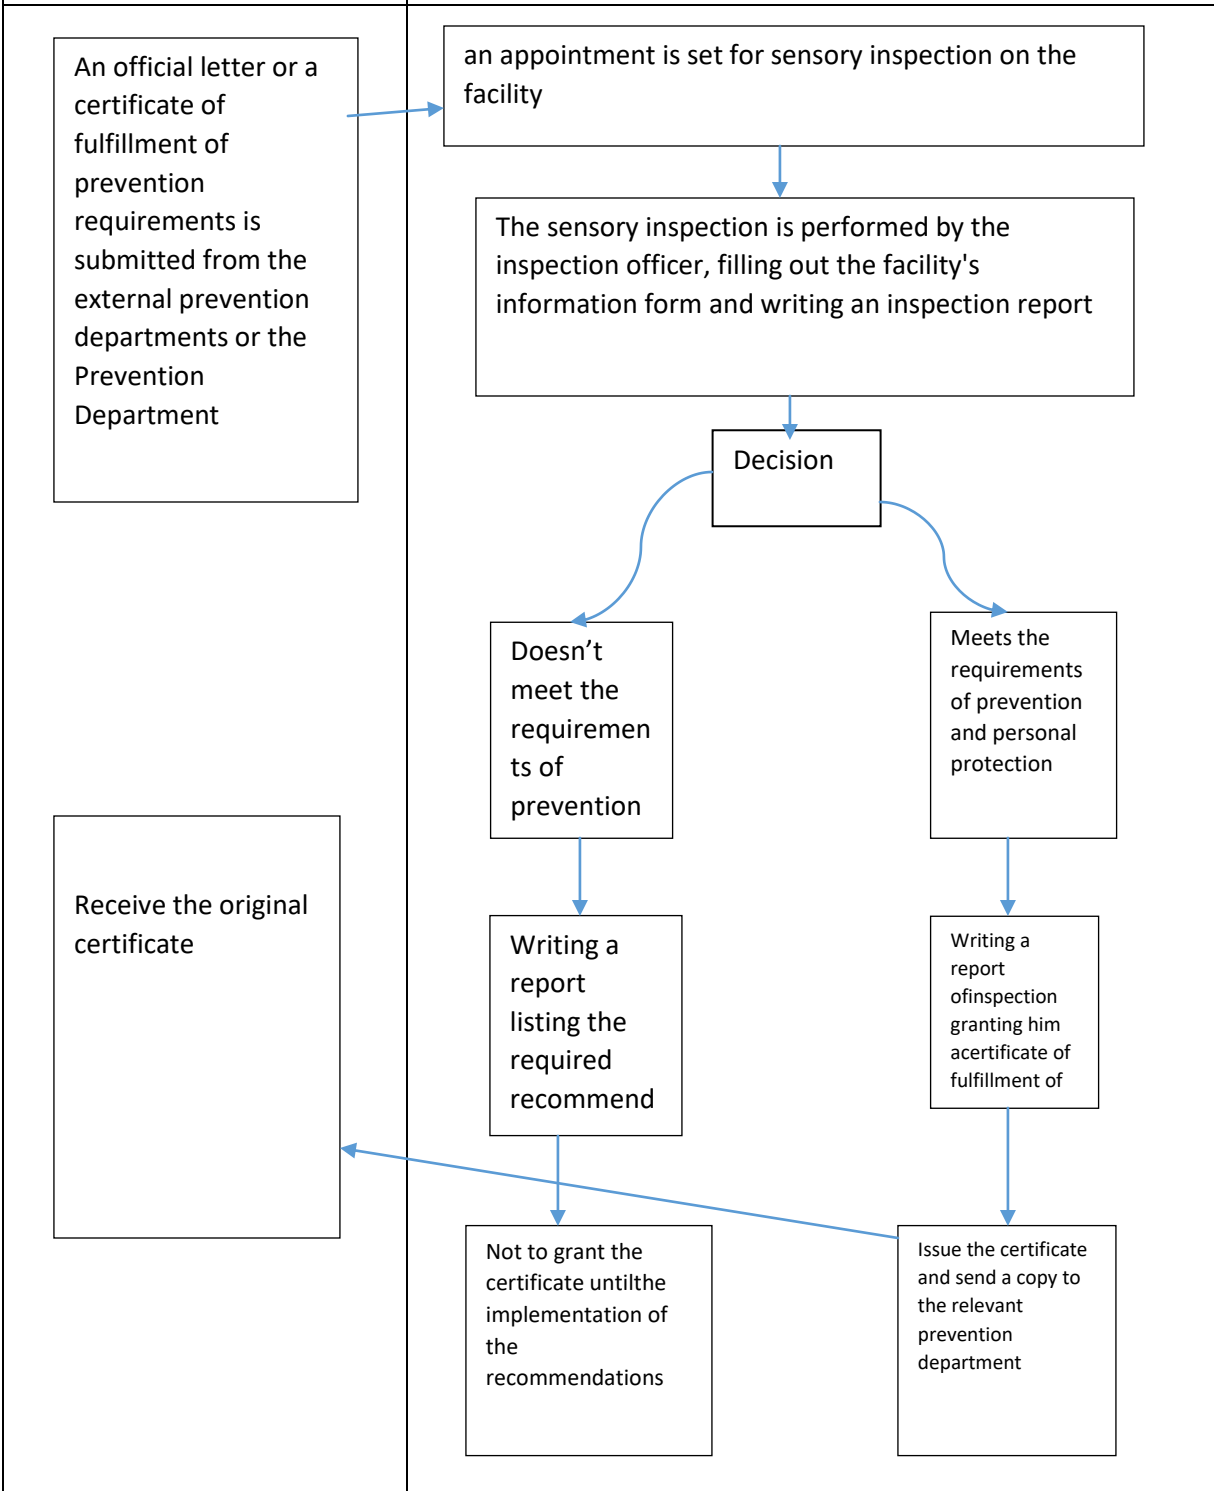 An official letter or a
certificate of
fulfillment of
prevention
requirements is
submitted from the
external prevention
departments or the
Prevention
Department
an appointment is set for sensory inspection on the
facility
The sensory inspection is performed by the
inspection officer, filling out the facility's
information form and writing an inspection report
Decision
Doesn’t
meet the
requiremen
ts of
prevention
Meets the
requirements
of prevention
and personal
protection
Receive the original
certificate
Writing a
report
listing the
required
recommend
Writing a
report
ofinspection
granting him
acertificate of
fulfillment of
Not to grant the
certificate untilthe
implementation of
the
recommendations
Issue the certificate
and send a copy to
the relevant
prevention
department